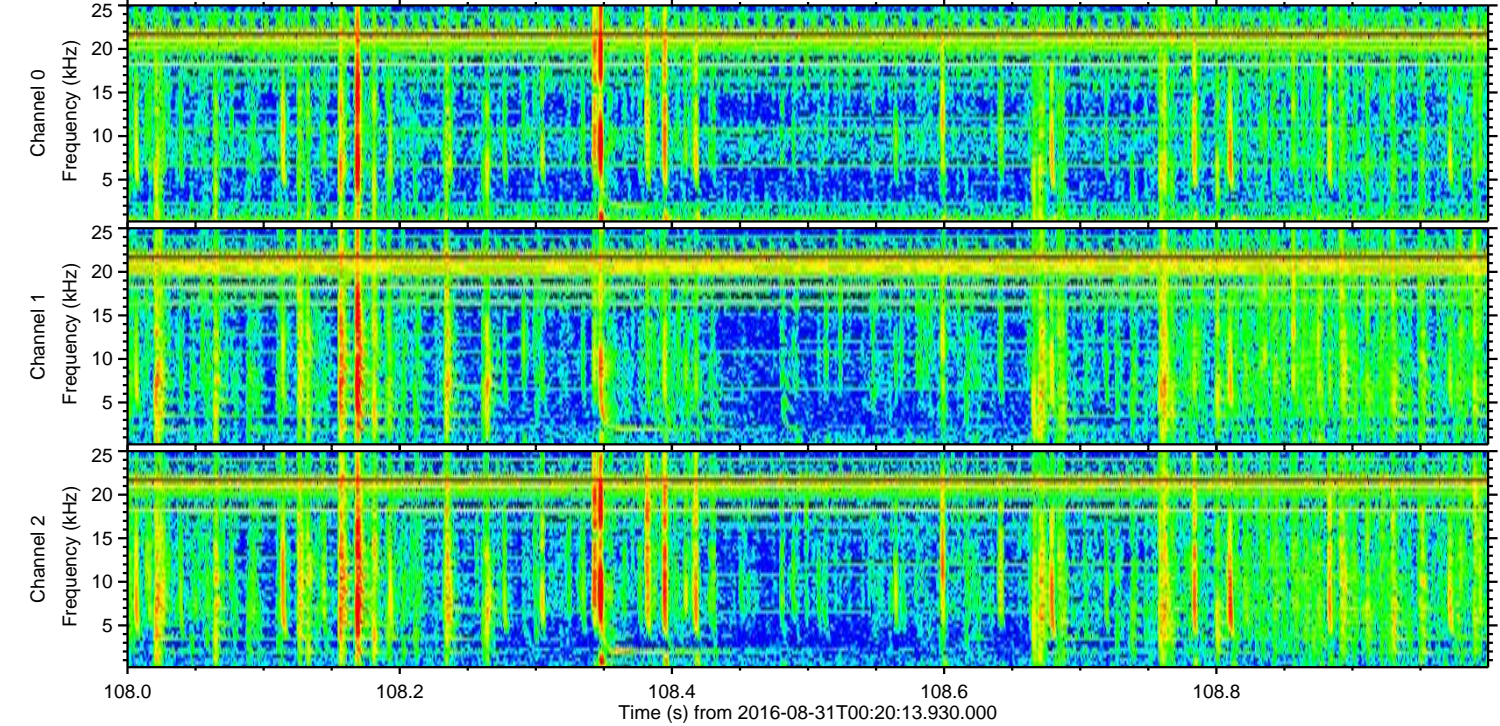 Channel 0
Frequency (kHz)
25
20
15
10
5
Channel 1
Frequency (kHz)
25
20
15
10
5
Channel 2
Frequency (kHz)
25
20
15
10
5
108.0 108.2 108.4 108.6 108.8
Time (s) from 2016-08-31T00:20:13.930.000